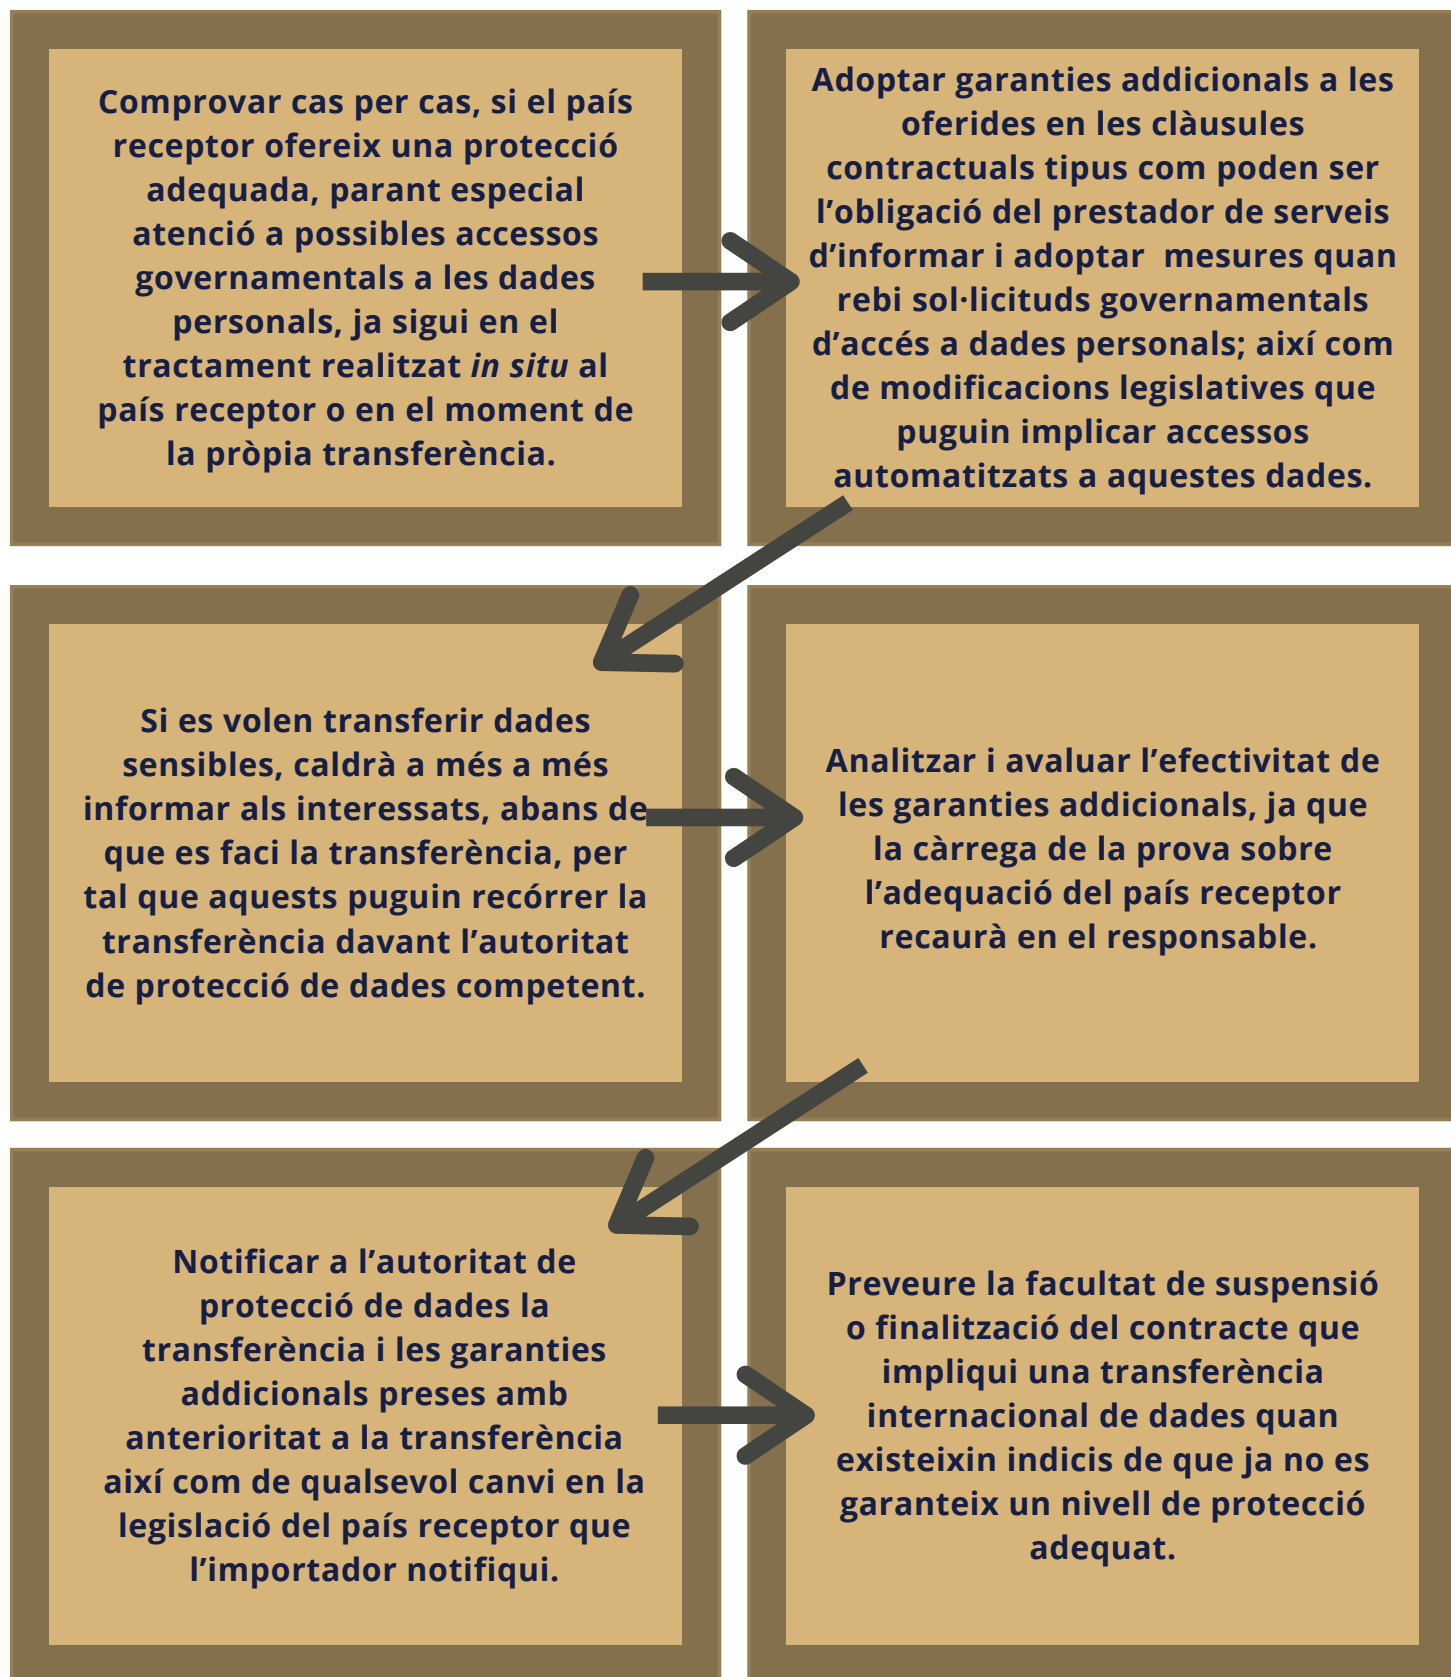 Comprovar cas per cas, si el país
receptor ofereix una protecció
adequada, parant especial
atenció a possibles accessos
governamentals a les dades
personals, ja sigui en el
tractament realitzat in situ al
país receptor o en el moment de
la pròpia transferència.
Adoptar garanties addicionals a les
oferides en les clàusules
contractuals tipus com poden ser
l’obligació del prestador de serveis
d’informar i adoptar  mesures quan
rebi sol·licituds governamentals
d’accés a dades personals; així com
de modificacions legislatives que
puguin implicar accessos
automatitzats a aquestes dades.
Si es volen transferir dades
sensibles, caldrà a més a més
informar als interessats, abans de
que es faci la transferència, per
tal que aquests puguin recórrer la
transferència davant l’autoritat
de protecció de dades competent.
Analitzar i avaluar l’efectivitat de
les garanties addicionals, ja que
la càrrega de la prova sobre
l’adequació del país receptor
recaurà en el responsable.
Notificar a l’autoritat de
protecció de dades la
transferència i les garanties
addicionals preses amb
anterioritat a la transferència
així com de qualsevol canvi en la
legislació del país receptor que
l’importador notifiqui.
Preveure la facultat de suspensió
o finalització del contracte que
impliqui una transferència
internacional de dades quan
existeixin indicis de que ja no es
garanteix un nivell de protecció
adequat.